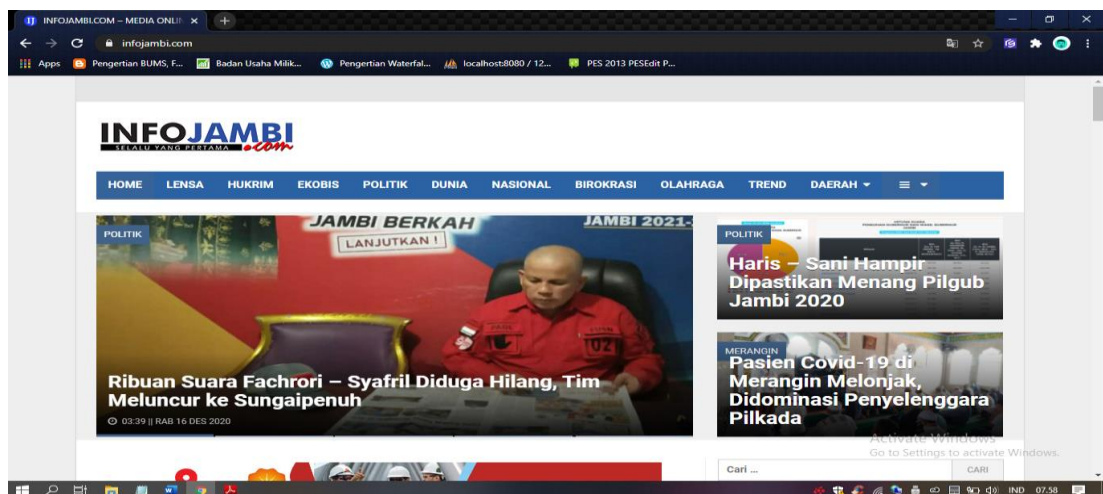 INFOJAMBI.COM – MEDIA ONLIN
infojambi.com
Apps Pengertian BUMS, F... Badan Usaha Milik... Pengertian Waterfal... localhost:8080 / 12... PES 2013 PESEdit P...
INFOJAMBI
SELALU YANG PERTAMA .com
HOME LENSA HUKRIM EKOBIS POLITIK DUNIA NASIONAL BIROKRASI OLAHRAGA TREND DAERAH
JAMBI BERKAH JAMBI 2021-
LANJUTKAN !
POLITIK
02
Ribuan Suara Fachrori – Syafril Diduga Hilang, Tim
Meluncur ke Sungaipenuh
03:39 || RAB 16 DES 2020
POLITIK
Haris – Sani Hampir
Dipastikan Menang Pilgub
Jambi 2020
MERANGIN
Pasien Covid-19 di
Merangin Melonjak,
Didominasi Penyelenggara
Pilkada
Activate Windows
Go to Settings to activate Windows.
Cari ... CARI
IND 07.58